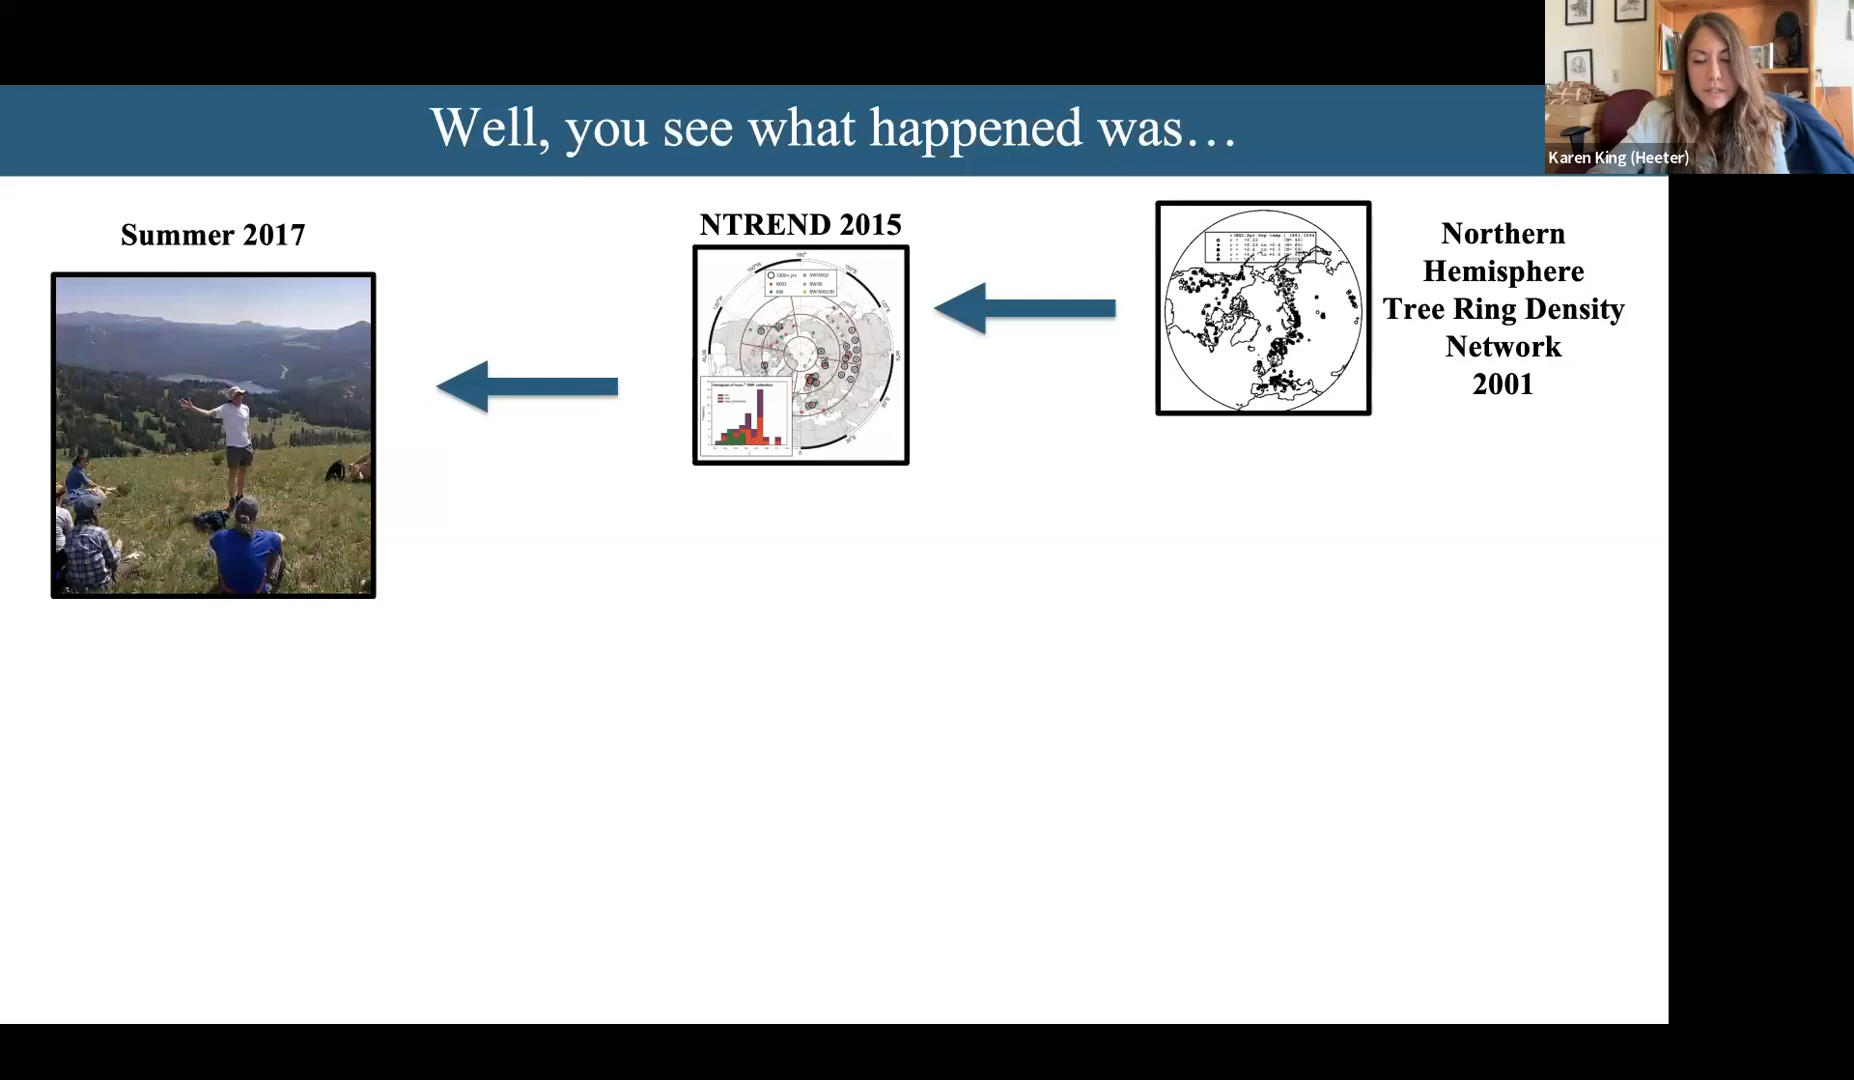 Well, you see what happened was…
Karen King (Heeter)
Summer 2017
NTREND 2015
Northern
Hemisphere
Tree Ring Density
Network
2001